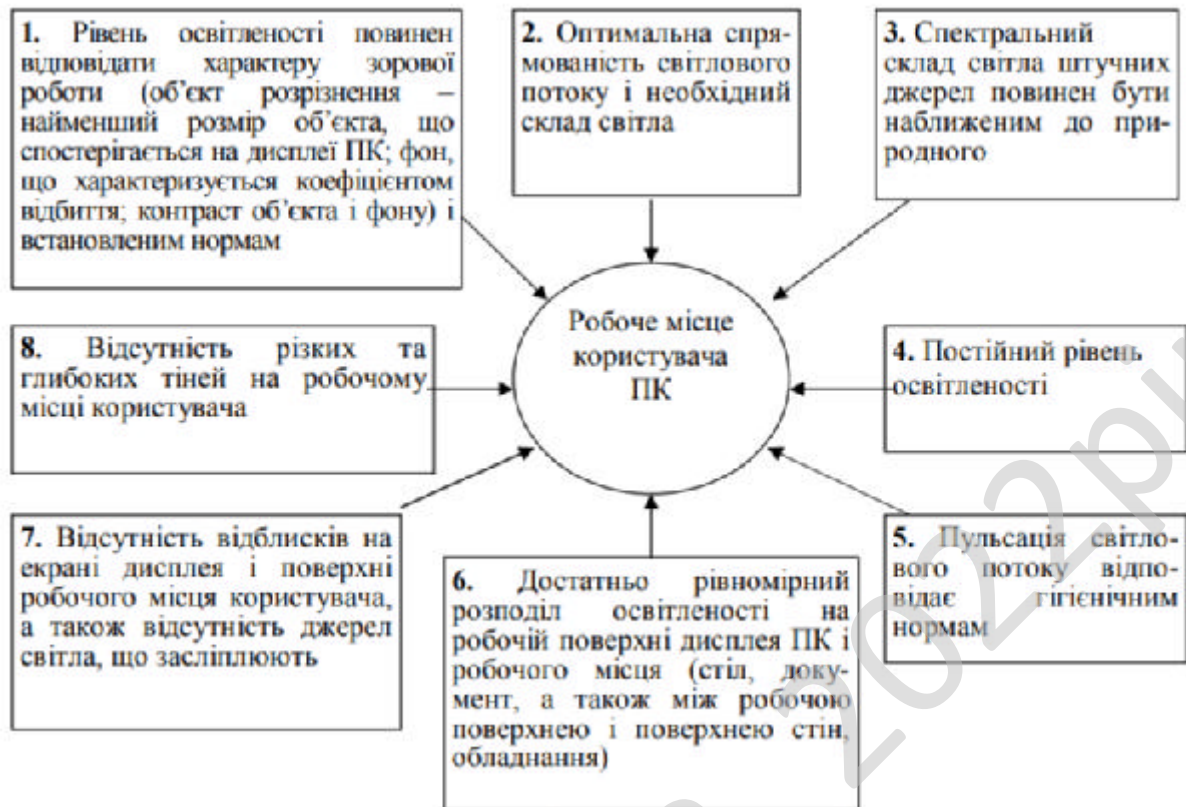 1. Рівень освітленості повинен
відповідати характеру зорової
роботи (об’єкт розрізнення –
найменший розмір об’єкта, що
спостерігається на дисплеї ПК; фон,
що характеризується коефіцієнтом
відбиття; контраст об’єкта і фону) і
встановленим нормам
2. Оптимальна спря-
мованість світлового
потоку і необхідний
склад світла
3. Спектральний
склад світла штучних
джерел повинен бути
наближеним до при-
родного
Робоче місце
користувача
ПК
8. Відсутність різких та
глибоких тіней на робочому
місці користувача
4. Постійний рівень
освітленості
7. Відсутність відблисків на
екрані дисплея і поверхні
робочого місця користувача,
а також відсутність джерел
світла, що засліплюють
6. Достатньо рівномірний
розподіл освітленості на
робочій поверхні дисплея ПК і
робочого місця (стіл, доку-
мент, а також між робочою
поверхнею і поверхнею стін,
обладнання)
5. Пульсація світло-
вого потоку відпо-
відає гігієнічним
нормам
2022